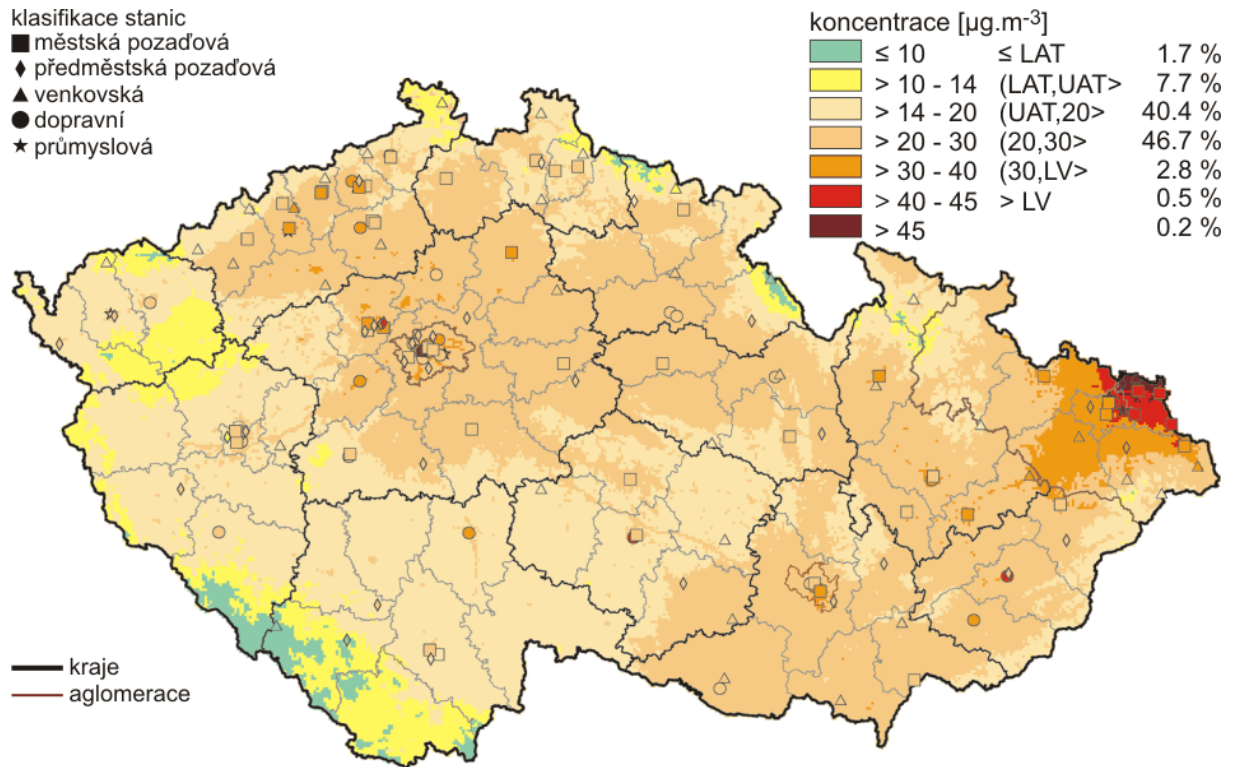 klasifikace stanic
městská pozaďová
předměstská pozaďová
venkovská
dopravní
průmyslová
koncentrace [µg.m-3]
≤ 10 ≤ LAT 1.7 %
> 10 - 14 (LAT,UAT> 7.7 %
> 14 - 20 (UAT,20> 40.4 %
> 20 - 30 (20,30> 46.7 %
> 30 - 40 (30,LV> 2.8 %
> 40 - 45 > LV 0.5 %
> 45 0.2 %
kraje
aglomerace